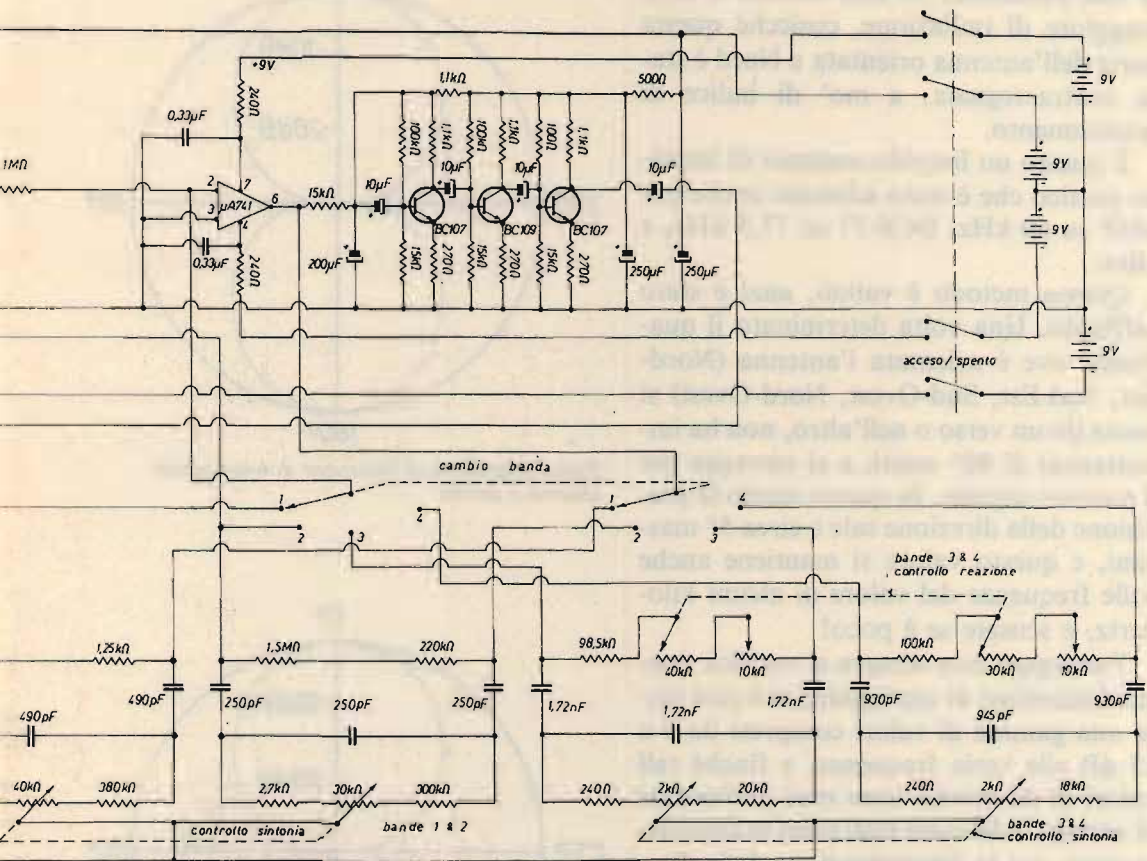 +9V
1,1kΩ
500Ω
9V
240Ω
0,33µF
100kΩ
1,1kΩ
100kΩ
1,1kΩ
100Ω
1,1kΩ
1MΩ
2
7
µA741
6
3
4
15kΩ
10µF
10µF
10µF
10µF
9V
BC107
BC109
BC107
0,33µF
240Ω
200µF
15kΩ
270Ω
15kΩ
270Ω
15kΩ
270Ω
250µF
250µF
9V
acceso / spento
9V
cambio banda
1
2
3
4
1
2
3
4
bande 3 & 4
controllo reazione
1,25kΩ
1,5MΩ
220kΩ
98,5kΩ
40kΩ
10kΩ
100kΩ
30kΩ
10kΩ
490pF
490pF
250pF
250pF
250pF
1,72nF
1,72nF
1,72nF
930pF
945pF
930pF
40kΩ
380kΩ
2,7kΩ
30kΩ
300kΩ
240Ω
2kΩ
20kΩ
240Ω
2kΩ
18kΩ
controllo sintonia
bande 1 & 2
bande 3&4
controllo sintonia